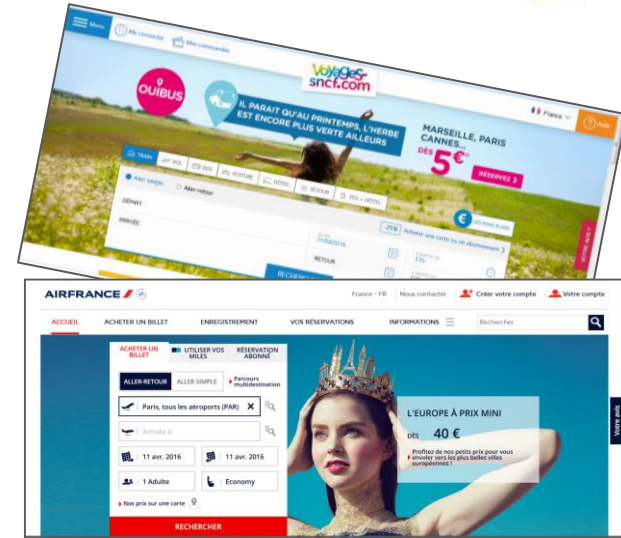 Menu
Me connecter
Mes commandes
Voyages-
sncf.com
France
Aide
OUIBUS
IL PARAIT QU'AU PRINTEMPS, L'HERBE
EST ENCORE PLUS VERTE AILLEURS
MARSEILLE, PARIS
CANNES...
DÈS 5€
RÉSERVEZ >
TRAIN
VOL
BUS
VOITURE
HÔTEL
SÉJOUR
VOL + HÔTEL
€ LES BONS PLANS
Aller simple
Aller-retour
-25% Acheter une carte ou un abonnement >
DÉPART
ARRIVÉE
11/04/2016
11h
RETOUR
VOTRE AVIS ?
AIRFRANCE
France - FR
Nous contacter
Créer votre compte
Votre compte
ACCUEIL
ACHETER UN BILLET
ENREGISTREMENT
VOS RÉSERVATIONS
INFORMATIONS
Rechercher
ACHETER UN
BILLET
UTILISER VOS
MILES
RÉSERVATION
ABONNÉ
ALLER-RETOUR
ALLER SIMPLE
Parcours
multidestination
Paris, tous les aéroports (PAR) X
Arrivée à
11 avr. 2016
11 avr. 2016
1 Adulte
Economy
Nos prix sur une carte
RECHERCHER
L'EUROPE À PRIX MINI
DÈS 40 €
Profitez de nos petits prix pour vous
envoler vers les plus belles villes
européennes !
Votre avis